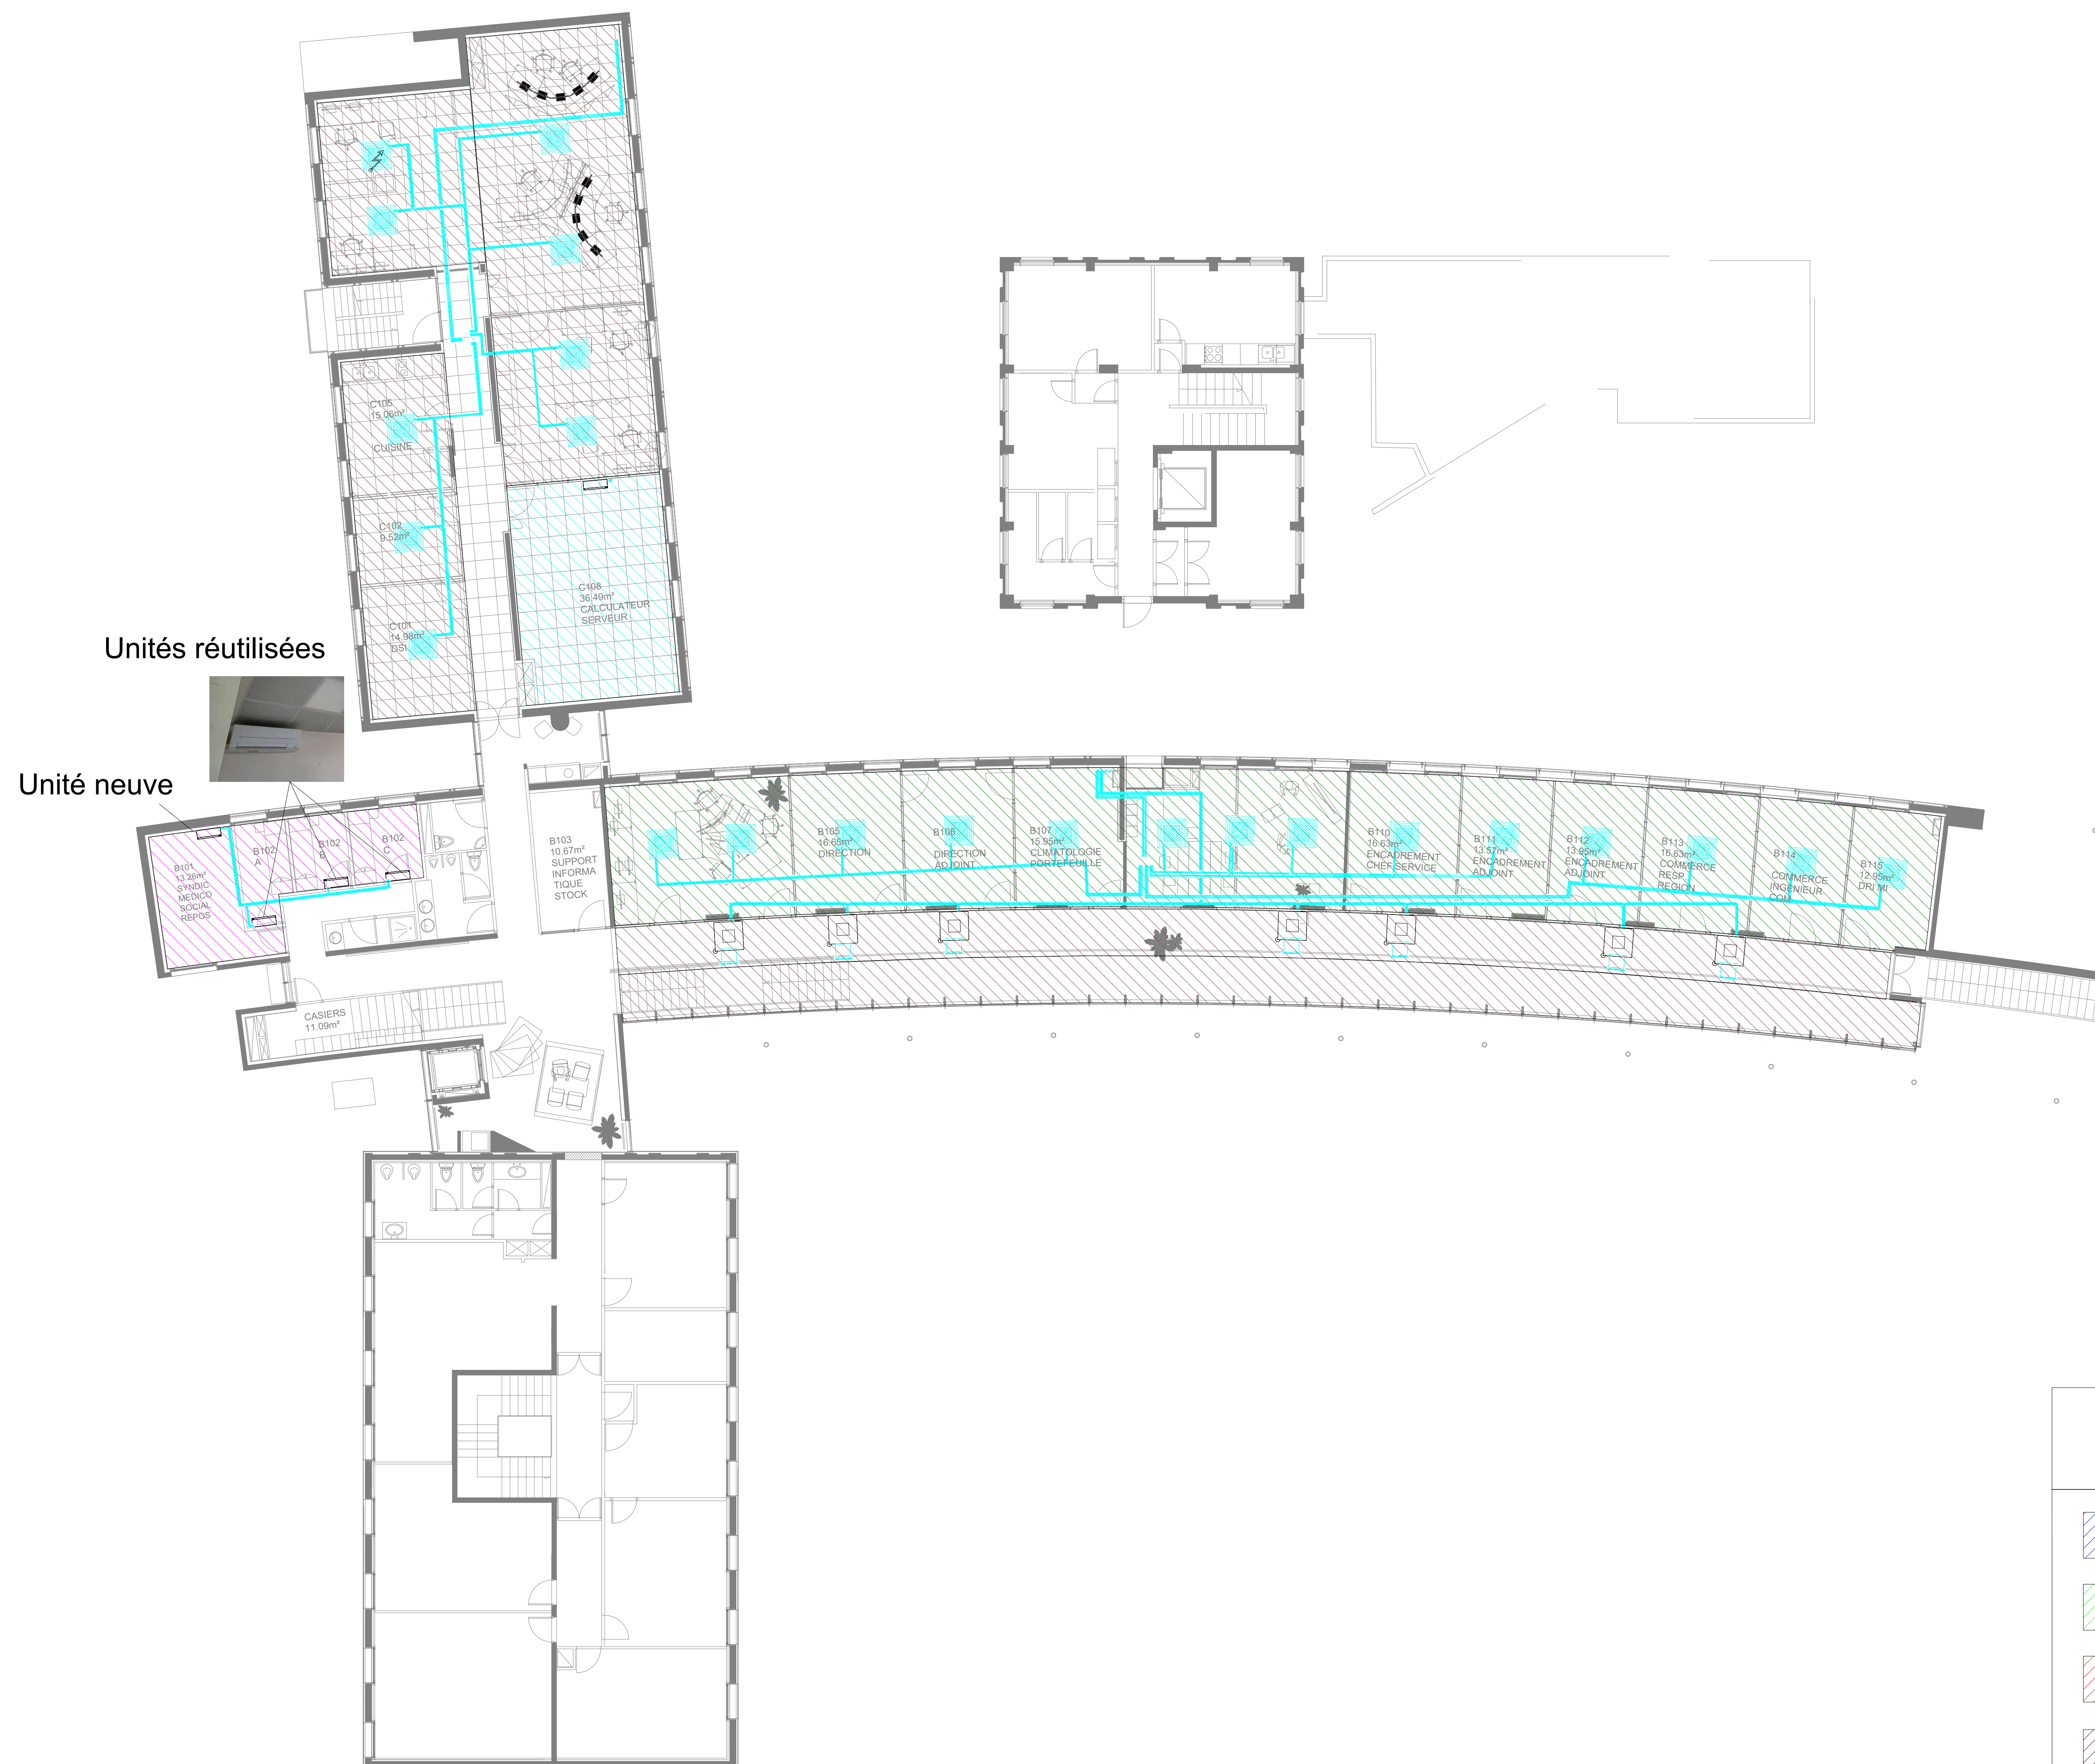 C105
15.06m²
CUISINE
C102
9.52m²
C108
36.49m²
CALCULATEUR
SERVEUR
C101
14.98m²
DSI
Unités réutilisées
Unité neuve
B102
A
B102
B
B102
C
B101
13.26m²
SYNDIC
MEDICO
SOCIAL
REPOS
B103
10.67m²
SUPPORT
INFORMA
TIQUE
STOCK
B105
16.65m²
DIRECTION
B106
DIRECTION
ADJOINT
B107
15.95m²
CLIMATOLOGIE
PORTEFEUILLE
B110
16.63m²
ENCADREMENT
CHEF SERVICE
B111
13.57m²
ENCADREMENT
ADJOINT
B112
13.95m²
ENCADREMENT
ADJOINT
B113
16.63m²
COMMERCE
RESP.
REGION
B114
COMMERCE
INGENIEUR
COM
B115
12.95m²
DRI MI
CASIERS
11.09m²